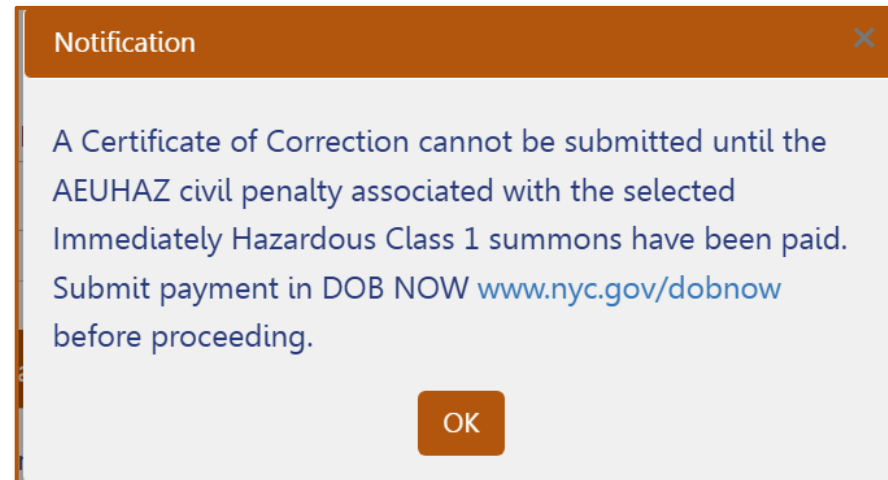 Notification
A Certificate of Correction cannot be submitted until the
AEUHAZ civil penalty associated with the selected
Immediately Hazardous Class 1 summons have been paid.
Submit payment in DOB NOW www.nyc.gov/dobnow
before proceeding.
OK